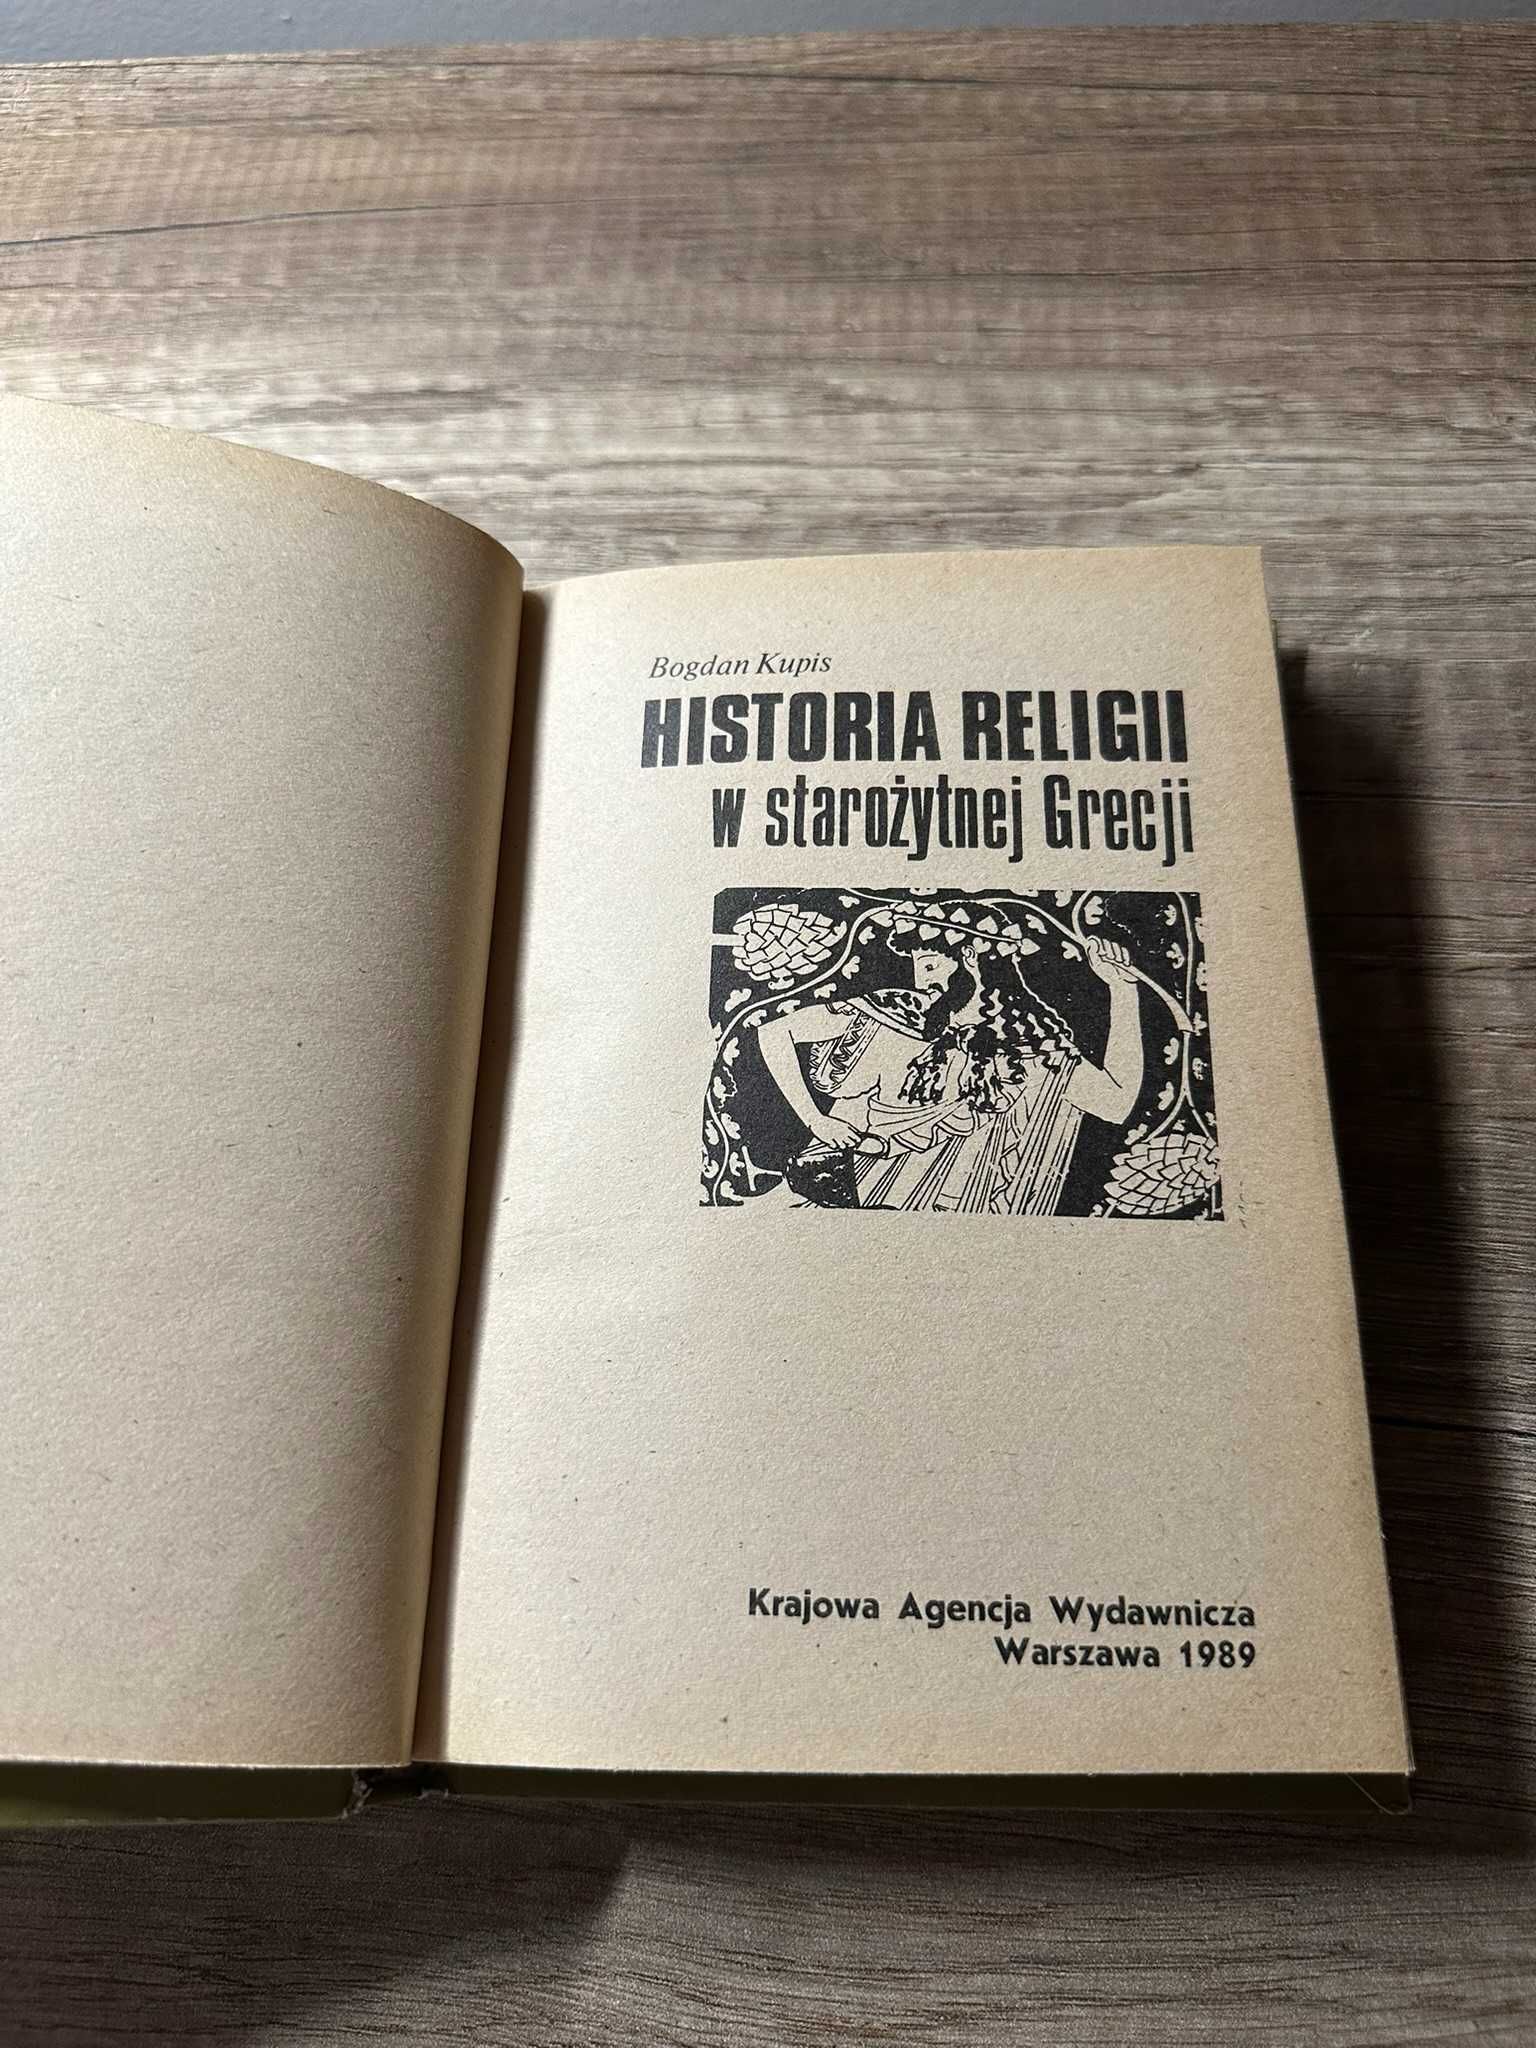 Bogdan Kupis
HISTORIA RELIGII
w starożytnej Grecji
Krajowa Agencja Wydawnicza
Warszawa 1989